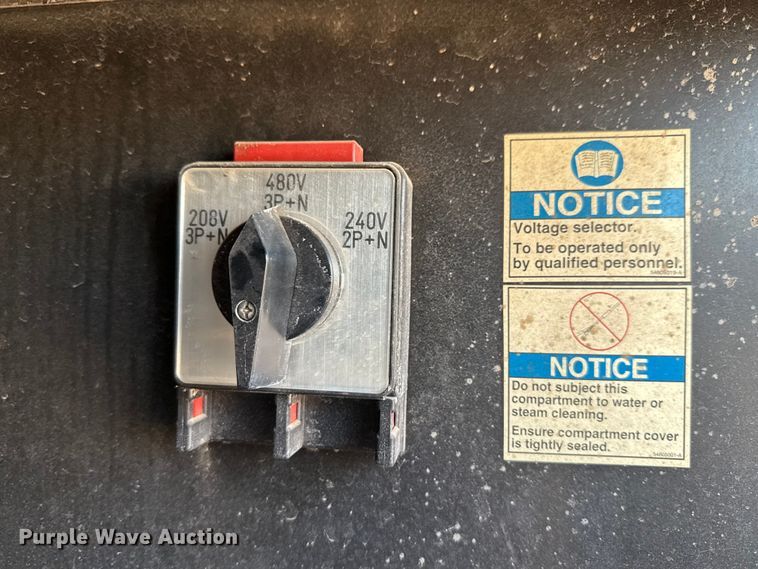 480V
3P+N
208V
3P+N
240V
2P+N
NOTICE
Voltage selector.
To be operated only
by qualified personnel.
NOTICE
Do not subject this
compartment to water or
steam cleaning.
Ensure compartment cover
is tightly sealed.
Purple Wave Auction